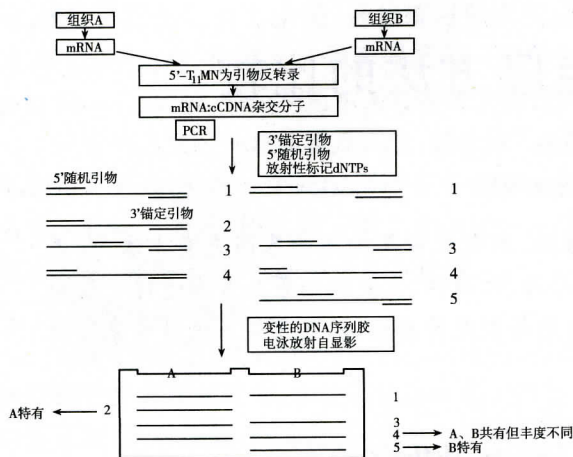 组织A
组织B
mRNA
mRNA
5'-T11MN为引物反转录
mRNA:cCDNA杂交分子
PCR
3'锚定引物
5'随机引物
放射性标记dNTPs
5'随机引物
1
1
3'锚定引物
2
3
3
4
4
5
变性的DNA序列胶
电泳放射自显影
A
B
A特有
2
1
3
4
A、B共有但丰度不同
5
B特有